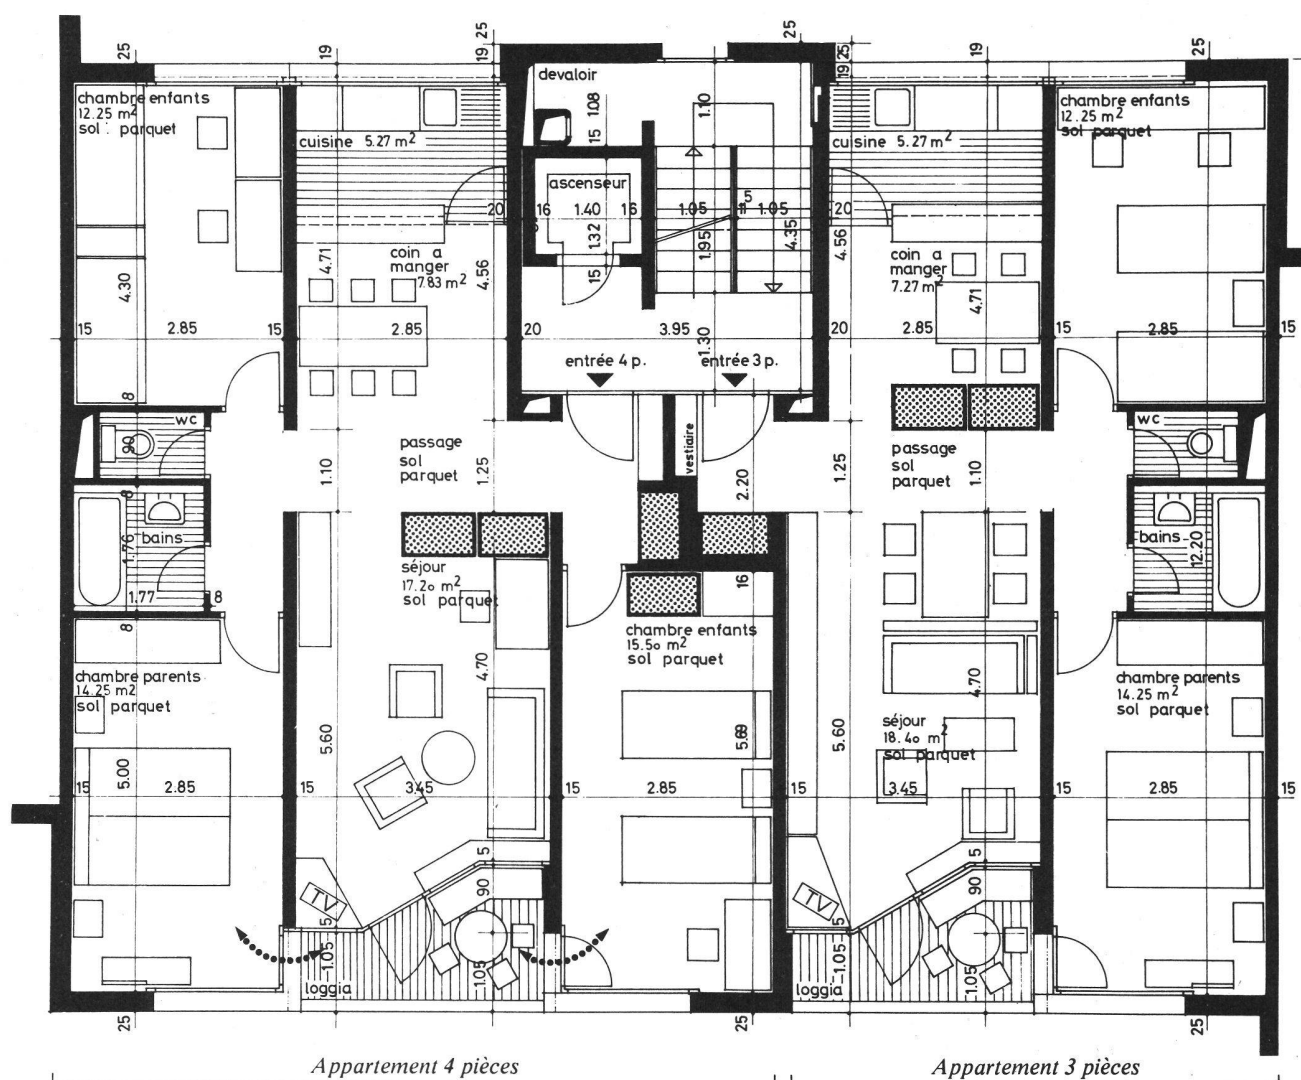 25
19
25
25
25
19
19
25
devaloir
chambre enfants
12.25 m²
sol : parquet
1.08
15
1.10
chambre enfants
12.25 m²
sol parquet
cuisine 5.27 m²
cuisine 5.27 m²
ascenseur
20
16
1.40
16
1.05
5
1.05
20
1.32
15
1.95
4.35
coin a
manger
7.83 m²
4.71
4.56
4.56
coin a
manger
7.27 m²
4.71
4.30
15
2.85
15
2.85
20
3.95
1.30
20
2.85
15
2.85
15
entrée 4 p.
entrée 3 p.
8
wc
90
wc
passage
sol
parquet
vestiaire
passage
sol
parquet
1.10
1.25
2.20
1.25
1.10
8
bains
1.76
1.77
8
bains
12.20
séjour
17.20 m²
sol parquet
16
8
chambre enfants
15.50 m²
sol parquet
chambre parents
14.25 m²
sol parquet
4.70
4.70
chambre parents
14.25 m²
sol parquet
séjour
18.40 m²
sol parquet
5.60
5.69
5.60
15
5.00
2.85
15
3.45
15
2.85
15
3.45
15
2.85
15
5
90
5
90
TV
5
TV
5
1.05
1.05
1.05
1.05
loggia
loggia
25
25
25
Appartement 4 pièces
Appartement 3 pièces